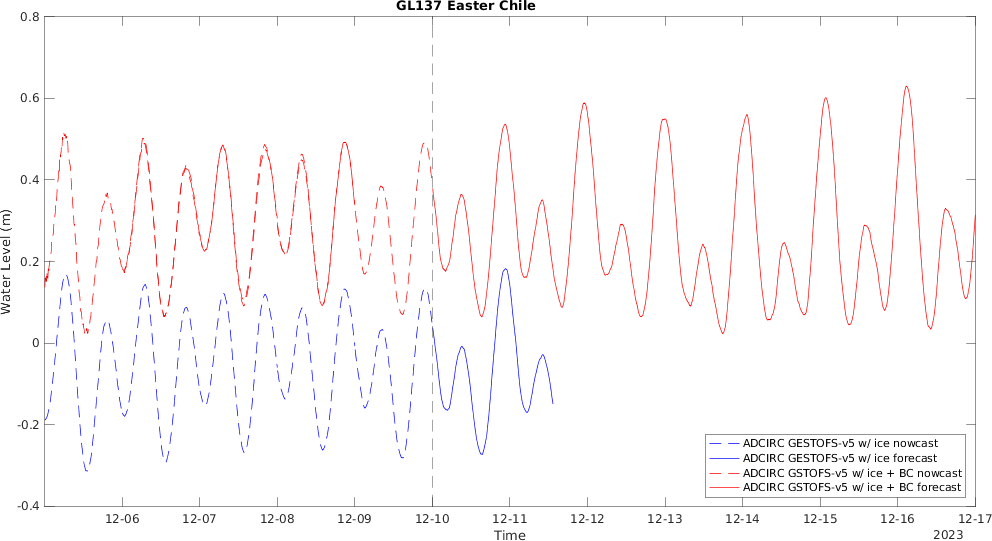 GL137 Easter Chile
0.8
0.6
0.4
0.2
0
-0.2
-0.4
Water Level (m)
12-06
12-07
12-08
12-09
12-10
12-11
12-12
12-13
12-14
12-15
12-16
12-17
Time
2023
ADCIRC GESTOFS-v5 w/ ice nowcast
ADCIRC GESTOFS-v5 w/ ice forecast
ADCIRC GSTOFS-v5 w/ ice + BC nowcast
ADCIRC GSTOFS-v5 w/ ice + BC forecast